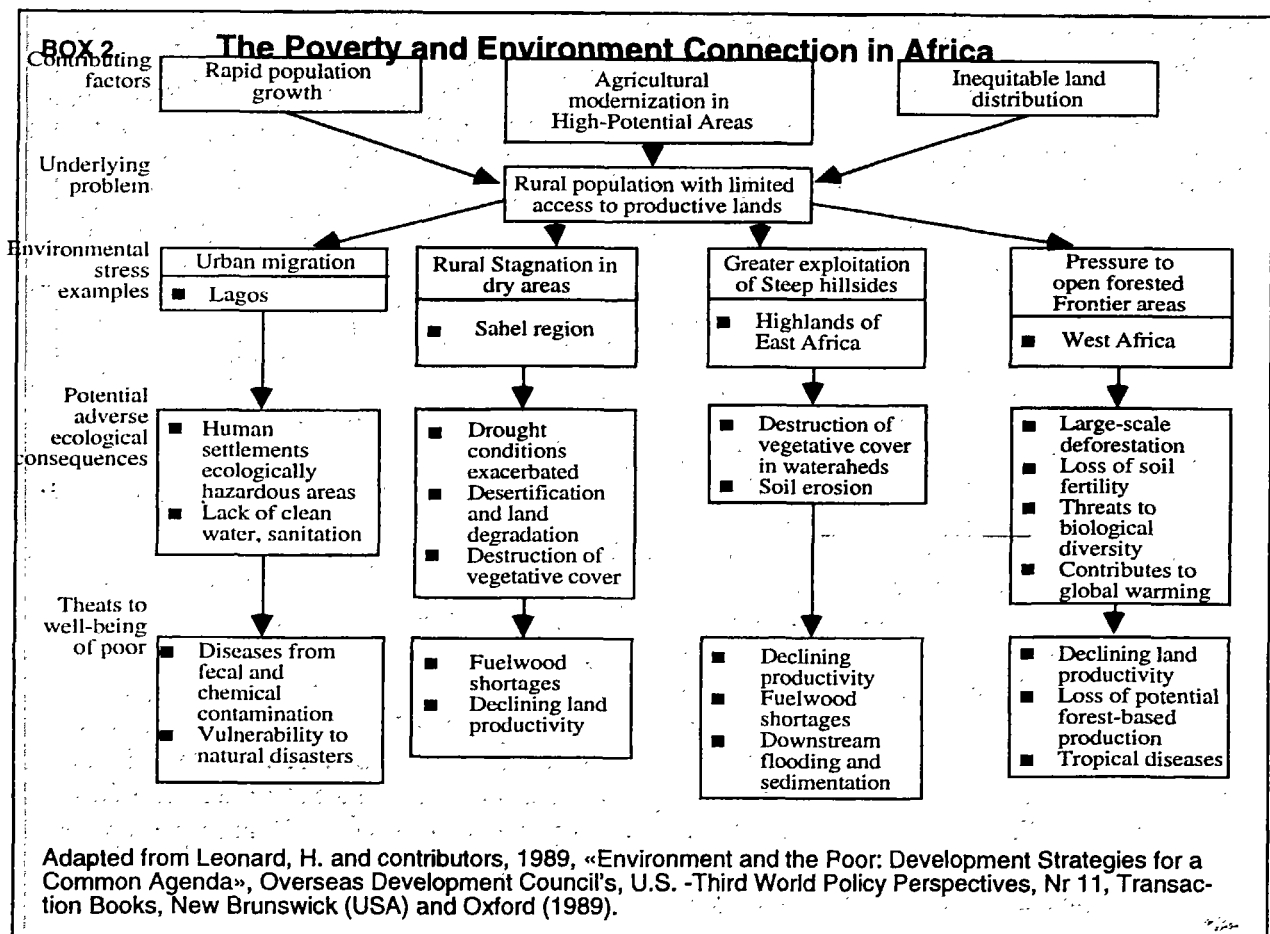 BOX 2
The Poverty and Environment Connection in Africa
Contributing
factors
Rapid population
growth
Agricultural
modernization in
High-Potential Areas
Inequitable land
distribution
Underlying
problem
Rural population with limited
access to productive lands
Environmental
stress
examples
Urban migration
■ Lagos
Rural Stagnation in
dry areas
■ Sahel region
Greater exploitation
of Steep hillsides
■ Highlands of
East Africa
Pressure to
open forested
Frontier areas
■ West Africa
Potential
adverse
ecological
consequences
■ Human
settlements
ecologically
hazardous areas
■ Lack of clean
water, sanitation
■ Drought
conditions
exacerbated
■ Desertification
and land
degradation
■ Destruction of
vegetative cover
■ Destruction of
vegetative cover
in wateraheds
■ Soil erosion
■ Large-scale
deforestation
■ Loss of soil
fertility
■ Threats to
biological
diversity
■ Contributes to
global warming
Theats to
well-being
of poor
■ Diseases from
fecal and
chemical
contamination
■ Vulnerability to
natural disasters
■ Fuelwood
shortages
■ Declining land
productivity
■ Declining
productivity
■ Fuelwood
shortages
■ Downstream
flooding and
sedimentation
■ Declining land
productivity
■ Loss of potential
forest-based
production
■ Tropical diseases
Adapted from Leonard, H. and contributors, 1989, «Environment and the Poor: Development Strategies for a
Common Agenda», Overseas Development Council's, U.S. -Third World Policy Perspectives, Nr 11, Transac-
tion Books, New Brunswick (USA) and Oxford (1989).